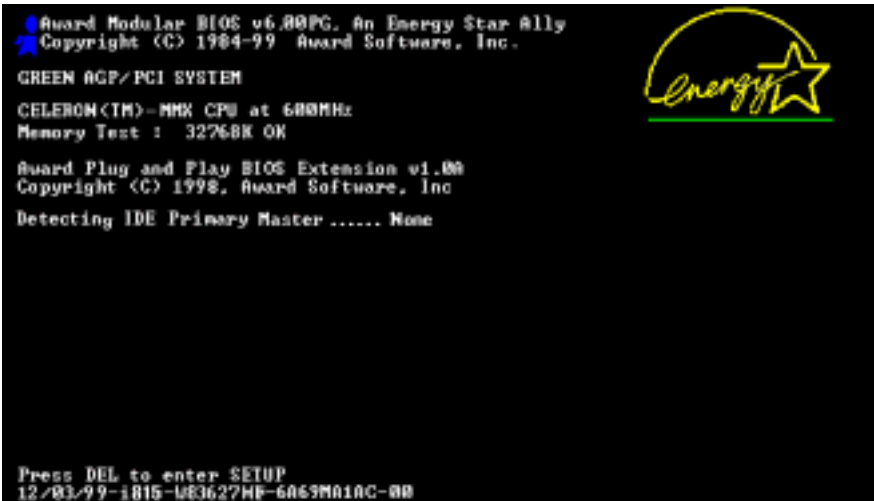 Award Modular BIOS v6.00PG, An Energy Star Ally
Copyright (C) 1984-99 Award Software, Inc.
energy
GREEN AGP/PCI SYSTEM
CELERON(TM)-MMX CPU at 600MHz
Memory Test : 32768K OK
Award Plug and Play BIOS Extension v1.0A
Copyright (C) 1998, Award Software, Inc
Detecting IDE Primary Master ...... None
Press DEL to enter SETUP
12/03/99-i815-W83627HF-6A69MA1AC-00